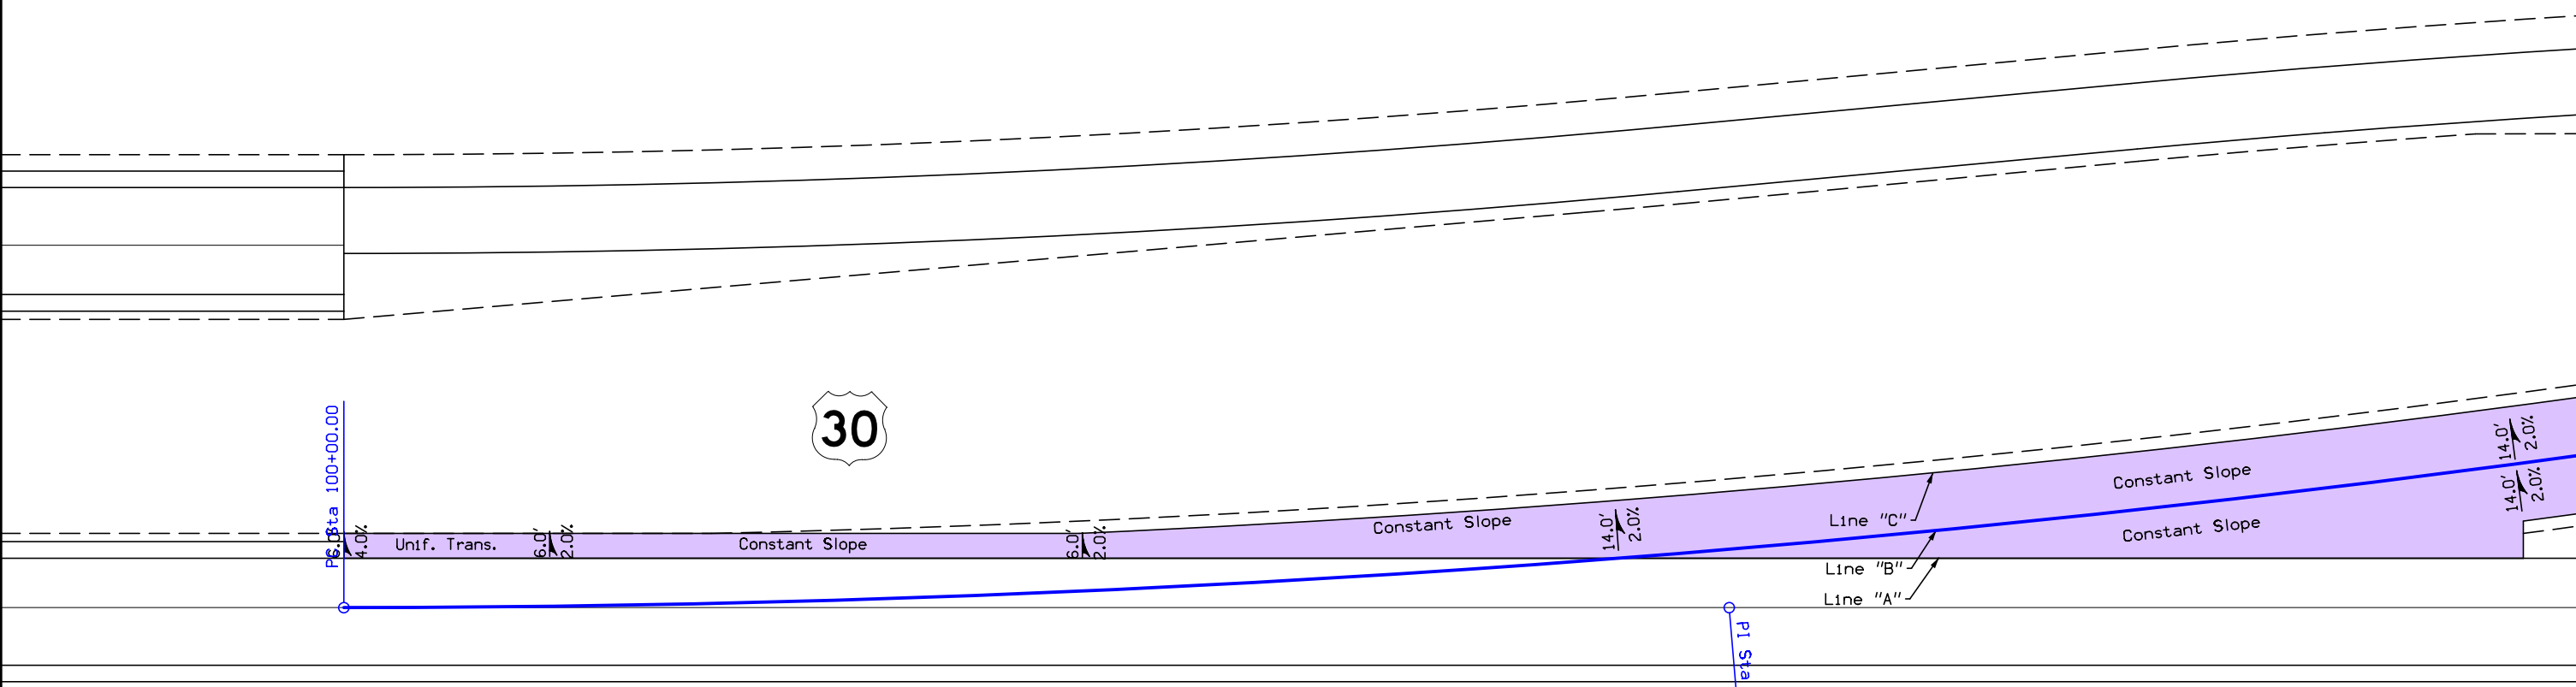 30
PC Sta 100+00.00
6.0'
4.0%
Unif. Trans.
6.0'
2.0%
Constant Slope
6.0'
2.0%
Constant Slope
14.0'
2.0%
Line "C"
Line "B"
Line "A"
Constant Slope
Constant Slope
14.0'
2.0%
14.0'
2.0%
PI Sta